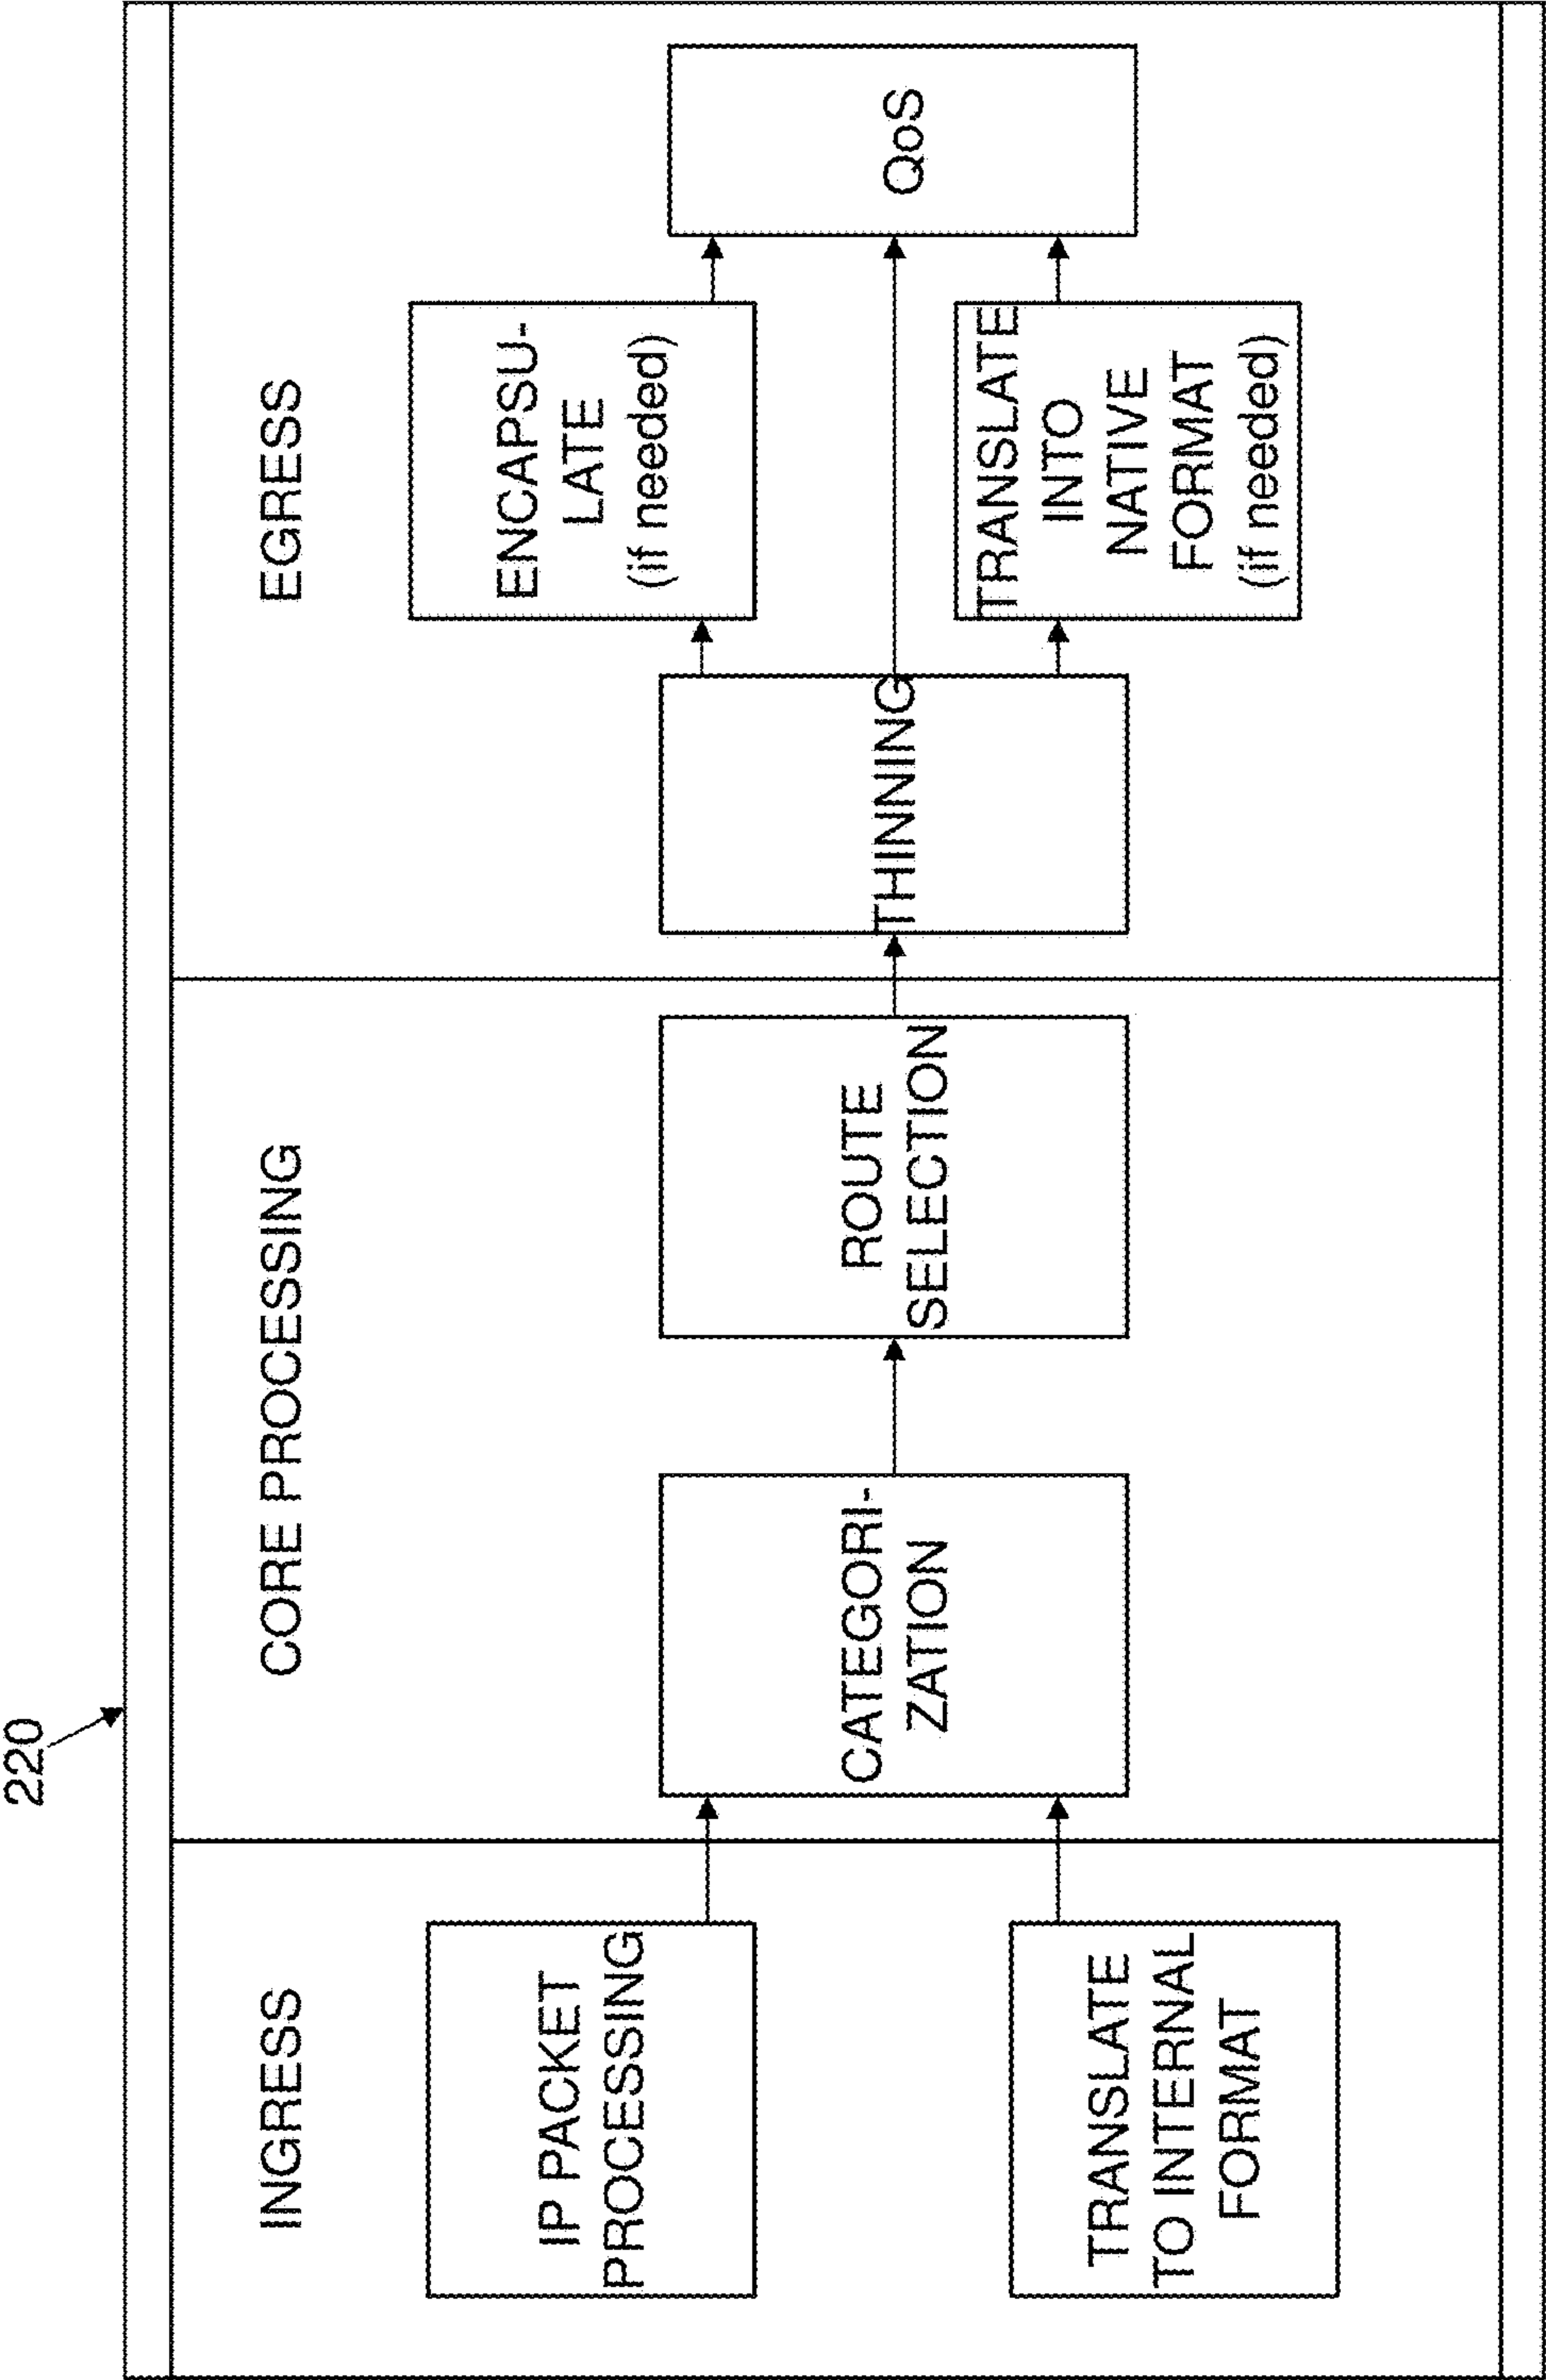 220
INGRESS
IP PACKET
PROCESSING
TRANSLATE
TO INTERNAL
FORMAT
CORE PROCESSING
CATEGORI-
ZATION
ROUTE
SELECTION
EGRESS
THINNING
ENCAPSU-
LATE
(if needed)
TRANSLATE
INTO
NATIVE
FORMAT
(if needed)
QoS